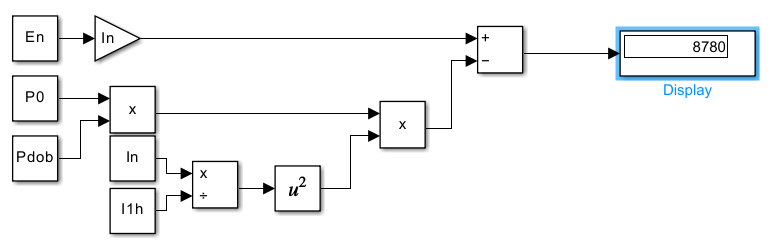 En
In
+
−
8780
Display
P0
x
Pdob
x
In
x
÷
u²
I1h